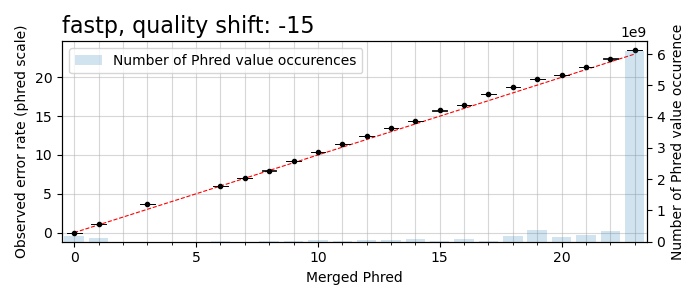 fastp, quality shift: -15
1e9
Number of Phred value occurences
Observed error rate (phred scale)
0
5
10
15
20
0
1
2
3
4
5
6
Number of Phred value occurence
0
5
10
15
20
Merged Phred